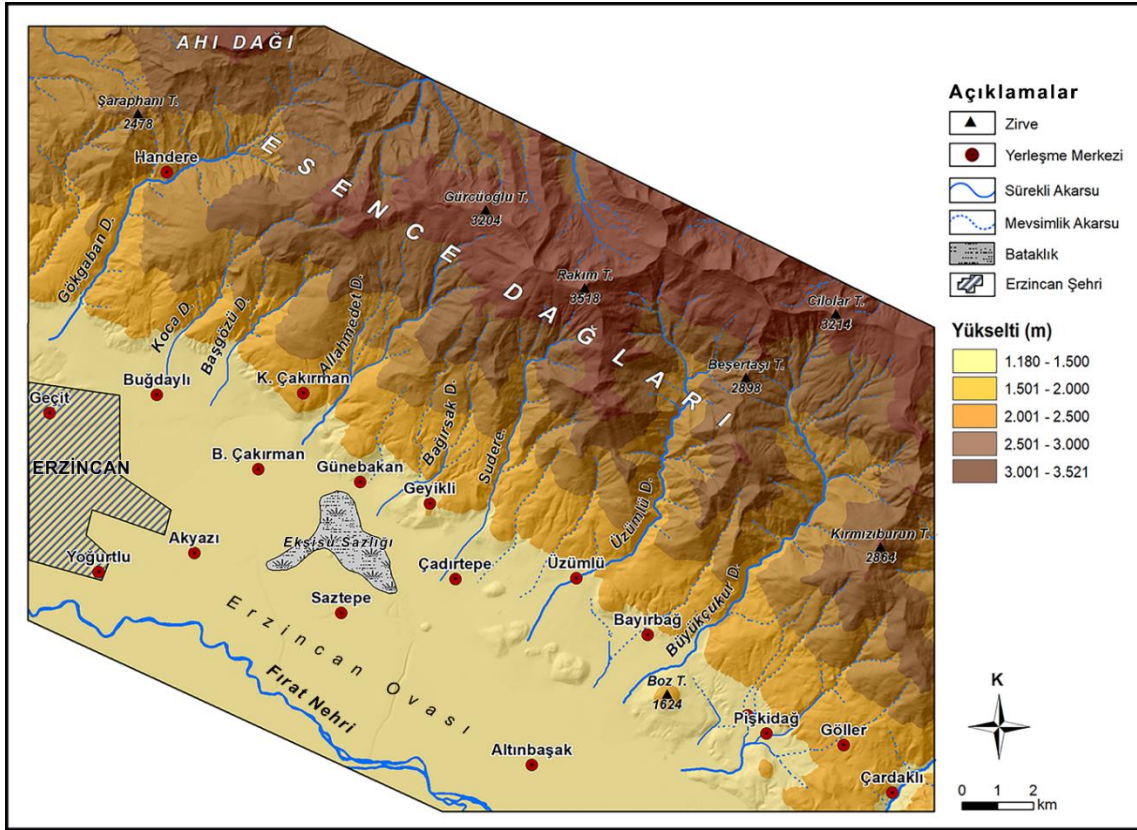 AHI DAĞI
Şaraphanı T.
2478
Handere
ESENCE DAĞLARI
Gürcüoğlu T.
3204
Gökgaban D.
Koca D.
Başgözü D.
Allahmedet D.
Rakım T.
3518
Cilolar T.
3214
Beşertaşı T.
2898
Buğdaylı
K. Çakırman
Geçit
Bağırsak D.
Sudere.
ERZİNCAN
B. Çakırman
Günebakan
Geyikli
Üzümlü D.
Kırmızıburun T.
2864
Akyazı
Ekşisu Sazlığı
Yoğurtlu
Çadırtepe
Üzümlü
Büyükçukur D.
Saztepe
Bayırbağ
Erzincan Ovası
Fırat Nehri
Boz T.
1624
Pişkidağ
Göller
Altınbaşak
Çardaklı
Açıklamalar
Zirve
Yerleşme Merkezi
Sürekli Akarsu
Mevsimlik Akarsu
Bataklık
Erzincan Şehri
Yükselti (m)
1.180 - 1.500
1.501 - 2.000
2.001 - 2.500
2.501 - 3.000
3.001 - 3.521
K
0 1 2
km